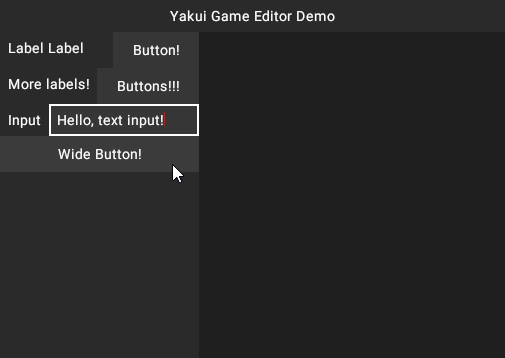 Yakui Game Editor Demo
Label Label Button!
More labels! Buttons!!!
Input Hello, text input!
Wide Button!